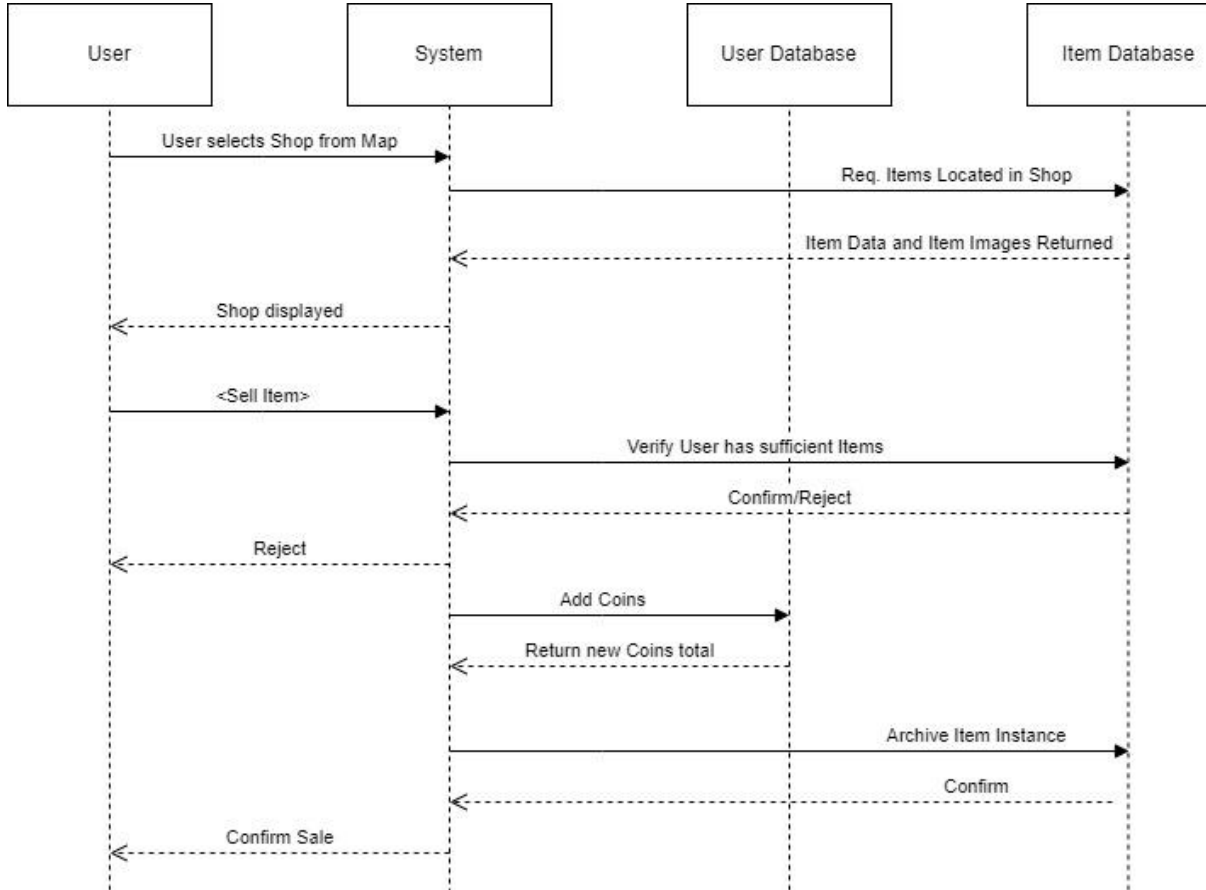 User
System
User Database
Item Database
User selects Shop from Map
Req. Items Located in Shop
Item Data and Item Images Returned
Shop displayed
<Sell Item>
Verify User has sufficient Items
Confirm/Reject
Reject
Add Coins
Return new Coins total
Archive Item Instance
Confirm
Confirm Sale